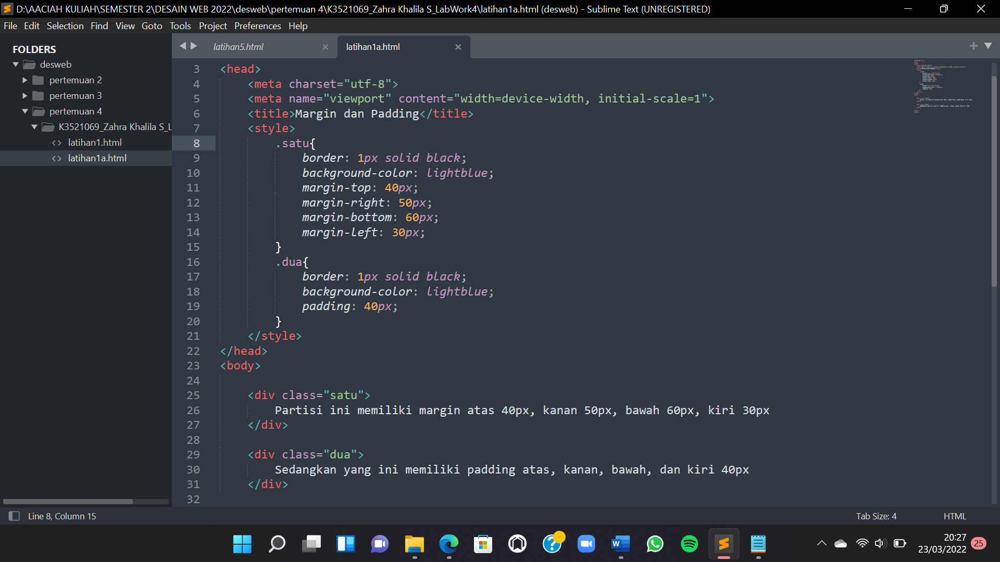 D:\AACIAH KULIAH\SEMESTER 2\DESAIN WEB 2022\desweb\pertemuan 4\K3521069_Zahra Khalila S_LabWork4\latihan1a.html (desweb) - Sublime Text (UNREGISTERED)
File Edit Selection Find View Goto Tools Project Preferences Help
FOLDERS
desweb
pertemuan 2
pertemuan 3
pertemuan 4
K3521069_Zahra Khalila S_L
latihan1.html
latihan1a.html
latihan5.html
latihan1a.html
3 <head>
4 <meta charset="utf-8">
5 <meta name="viewport" content="width=device-width, initial-scale=1">
6 <title>Margin dan Padding</title>
7 <style>
8 .satu{
9 border: 1px solid black;
10 background-color: lightblue;
11 margin-top: 40px;
12 margin-right: 50px;
13 margin-bottom: 60px;
14 margin-left: 30px;
15 }
16 .dua{
17 border: 1px solid black;
18 background-color: lightblue;
19 padding: 40px;
20 }
21 </style>
22 </head>
23 <body>
24
25 <div class="satu">
26 Partisi ini memiliki margin atas 40px, kanan 50px, bawah 60px, kiri 30px
27 </div>
28
29 <div class="dua">
30 Sedangkan yang ini memiliki padding atas, kanan, bawah, dan kiri 40px
31 </div>
32
Line 8, Column 15
Tab Size: 4
HTML
20:27
23/03/2022
25